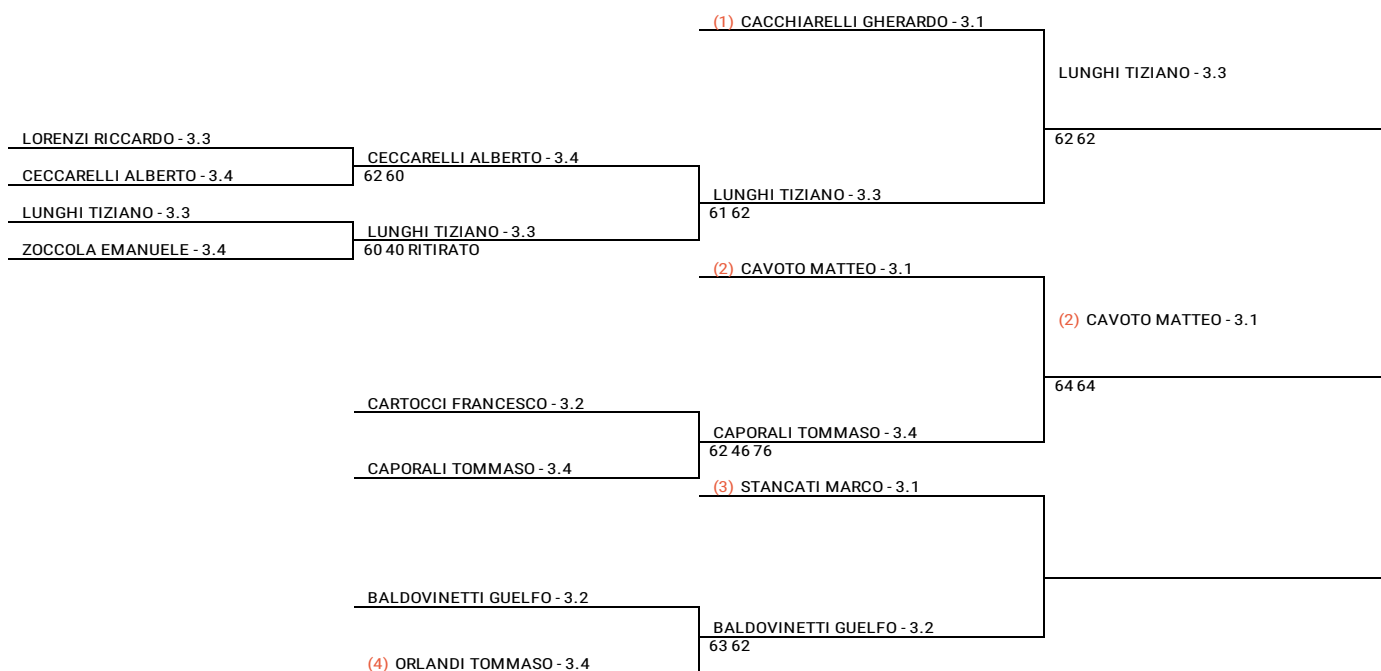 (1) CACCHIARELLI GHERARDO - 3.1
LUNGHI TIZIANO - 3.3
LORENZI RICCARDO - 3.3
62 62
CECCARELLI ALBERTO - 3.4
CECCARELLI ALBERTO - 3.4
62 60
LUNGHI TIZIANO - 3.3
LUNGHI TIZIANO - 3.3
61 62
LUNGHI TIZIANO - 3.3
ZOCCOLA EMANUELE - 3.4
60 40 RITIRATO
(2) CAVOTO MATTEO - 3.1
(2) CAVOTO MATTEO - 3.1
64 64
CARTOCCI FRANCESCO - 3.2
CAPORALI TOMMASO - 3.4
62 46 76
CAPORALI TOMMASO - 3.4
(3) STANCATI MARCO - 3.1
BALDOVINETTI GUELFO - 3.2
BALDOVINETTI GUELFO - 3.2
63 62
(4) ORLANDI TOMMASO - 3.4